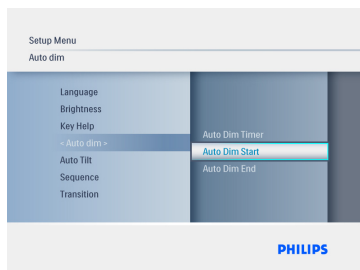 Setup Menu
Auto dim
Language
Brightness
Key Help
< Auto dim >
Auto Tilt
Sequence
Transition
Auto Dim Timer
Auto Dim Start
Auto Dim End
PHILIPS